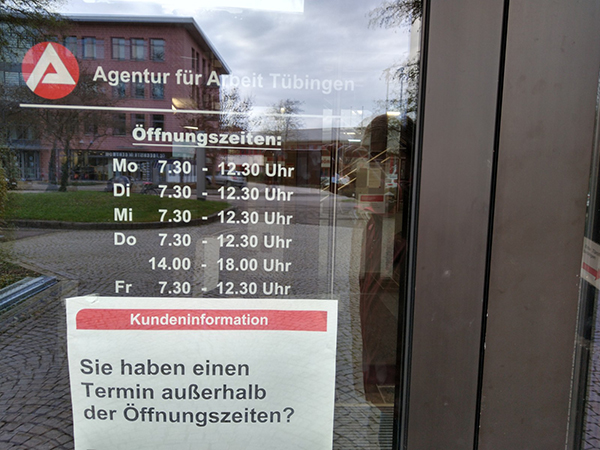 Agentur für Arbeit Tübingen
Öffnungszeiten:
Mo 7.30 - 12.30 Uhr
Di 7.30 - 12.30 Uhr
Mi 7.30 - 12.30 Uhr
Do 7.30 - 12.30 Uhr
14.00 - 18.00 Uhr
Fr 7.30 - 12.30 Uhr
Kundeninformation
Sie haben einen
Termin außerhalb
der Öffnungszeiten?